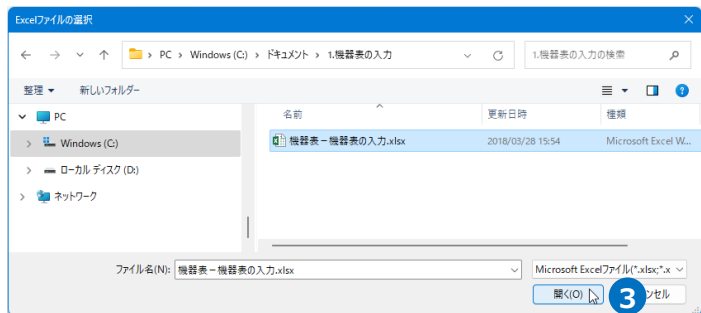 Excelファイルの選択
PC > Windows (C:) > ドキュメント > 1.機器表の入力
1.機器表の入力の検索
整理 新しいフォルダー
名前 更新日時 種類
PC
Windows (C:)
ローカル ディスク (D:)
ネットワーク
機器表－機器表の入力.xlsx 2018/03/28 15:54 Microsoft Excel W...
ファイル名(N): 機器表－機器表の入力.xlsx Microsoft Excelファイル(*.xlsx;*.x
開く(O) 3 ンセル